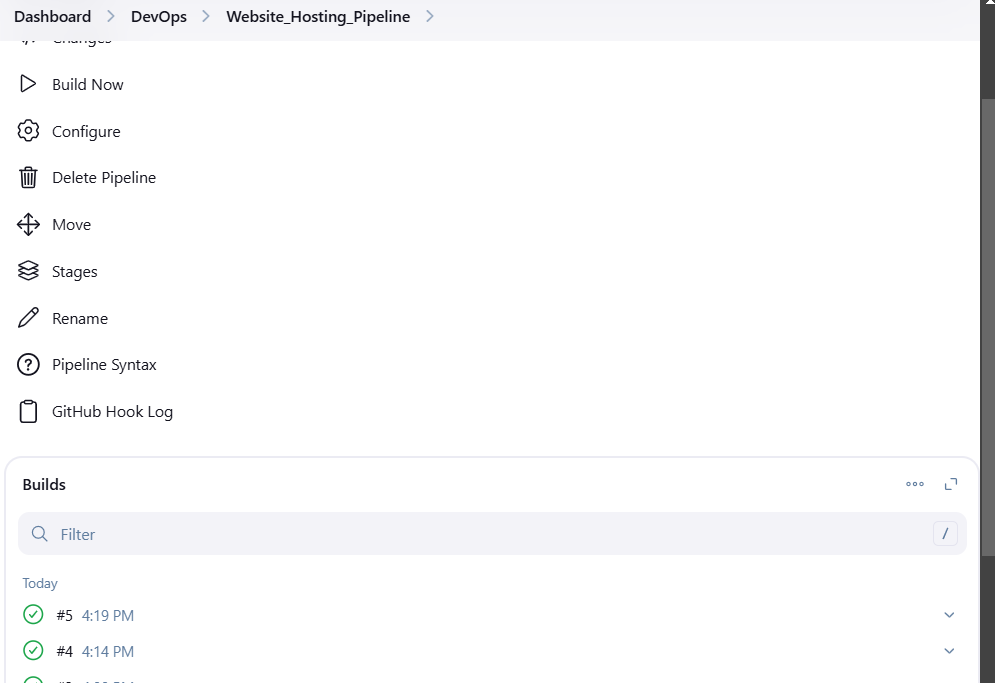 Dashboard > DevOps > Website_Hosting_Pipeline >
Changes
Build Now
Configure
Delete Pipeline
Move
Stages
Rename
Pipeline Syntax
GitHub Hook Log
Builds
Filter /
Today
#5 4:19 PM
#4 4:14 PM